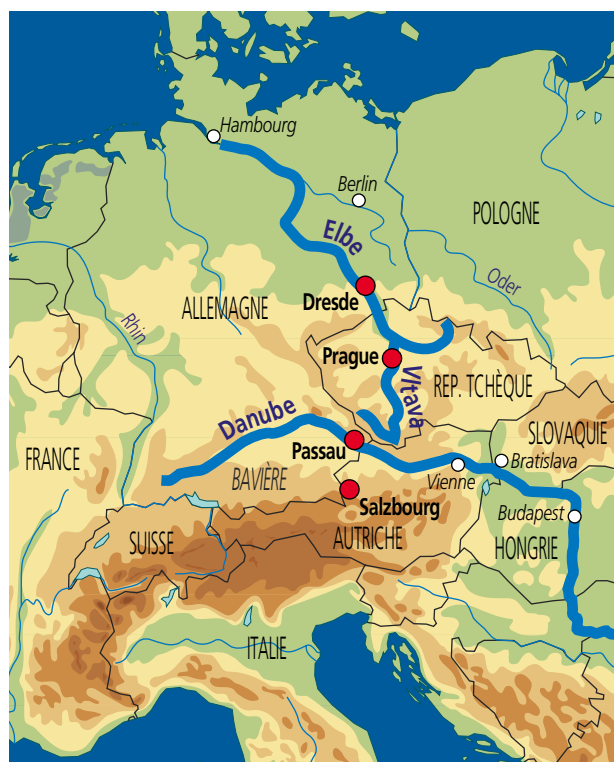 Hambourg
Berlin
POLOGNE
Elbe
Oder
Dresde
ALLEMAGNE
Rhin
Prague
REP. TCHÈQUE
Vltava
Danube
SLOVAQUIE
Passau
FRANCE
Bratislava
BAVIÈRE
Vienne
Salzbourg
Budapest
AUTRICHE
SUISSE
HONGRIE
ITALIE